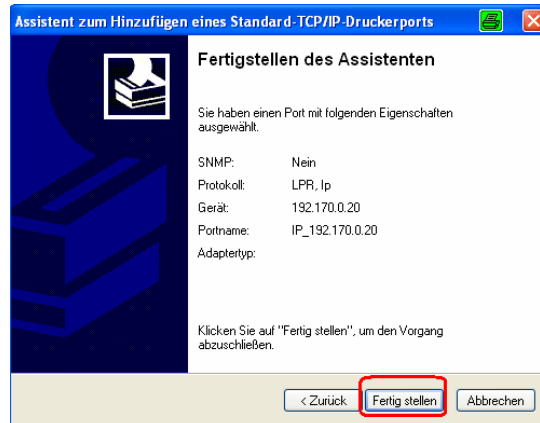 Assistent zum Hinzufügen eines Standard-TCP/IP-Druckerports
Fertigstellen des Assistenten
Sie haben einen Port mit folgenden Eigenschaften
ausgewählt.
SNMP: Nein
Protokoll: LPR, lp
Gerät: 192.170.0.20
Portname: IP_192.170.0.20
Adaptertyp:
Klicken Sie auf "Fertig stellen", um den Vorgang
abzuschließen.
< Zurück Fertig stellen Abbrechen